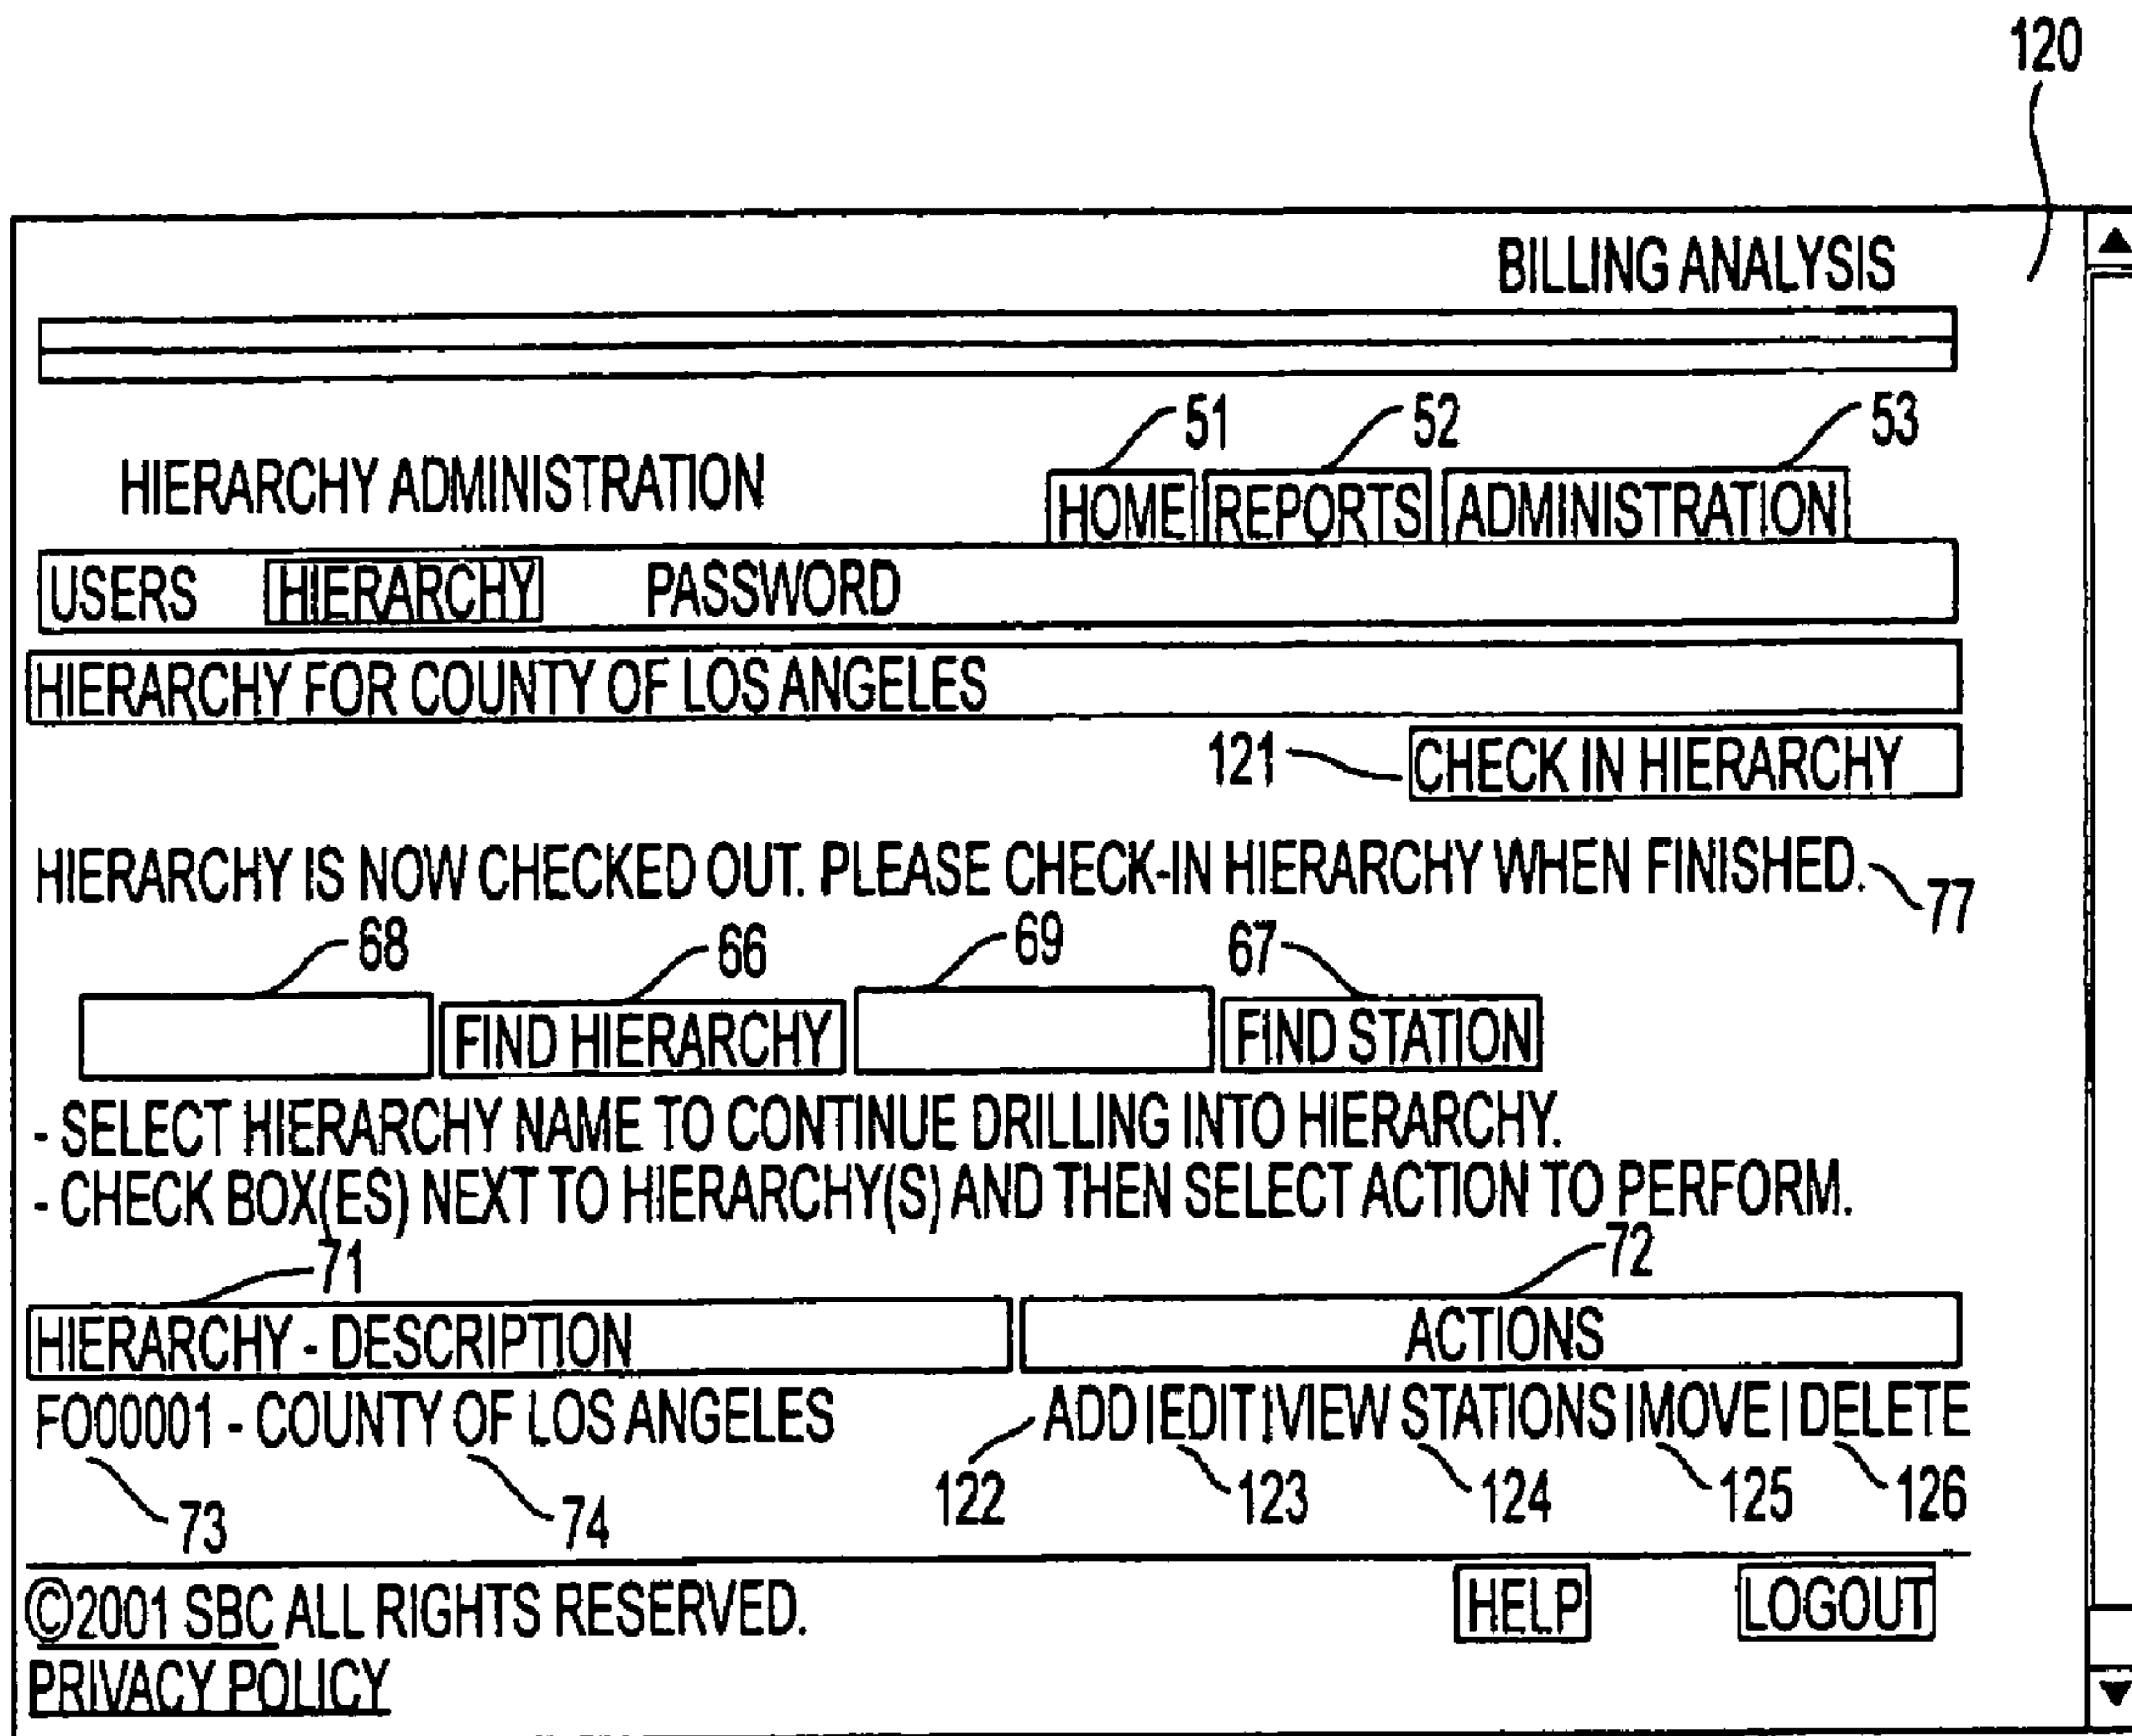 120
BILLING ANALYSIS
51 52 53
HIERARCHY ADMINISTRATION HOME REPORTS ADMINISTRATION
USERS HIERARCHY PASSWORD
HIERARCHY FOR COUNTY OF LOS ANGELES
121 CHECK IN HIERARCHY
HIERARCHY IS NOW CHECKED OUT. PLEASE CHECK-IN HIERARCHY WHEN FINISHED. 77
68 66 69 67
FIND HIERARCHY FIND STATION
- SELECT HIERARCHY NAME TO CONTINUE DRILLING INTO HIERARCHY.
- CHECK BOX(ES) NEXT TO HIERARCHY(S) AND THEN SELECT ACTION TO PERFORM.
71 72
HIERARCHY - DESCRIPTION ACTIONS
FO00001 - COUNTY OF LOS ANGELES ADD|EDIT|VIEW STATIONS|MOVE|DELETE
73 74 122 123 124 125 126
©2001 SBC ALL RIGHTS RESERVED. HELP LOGOUT
PRIVACY POLICY